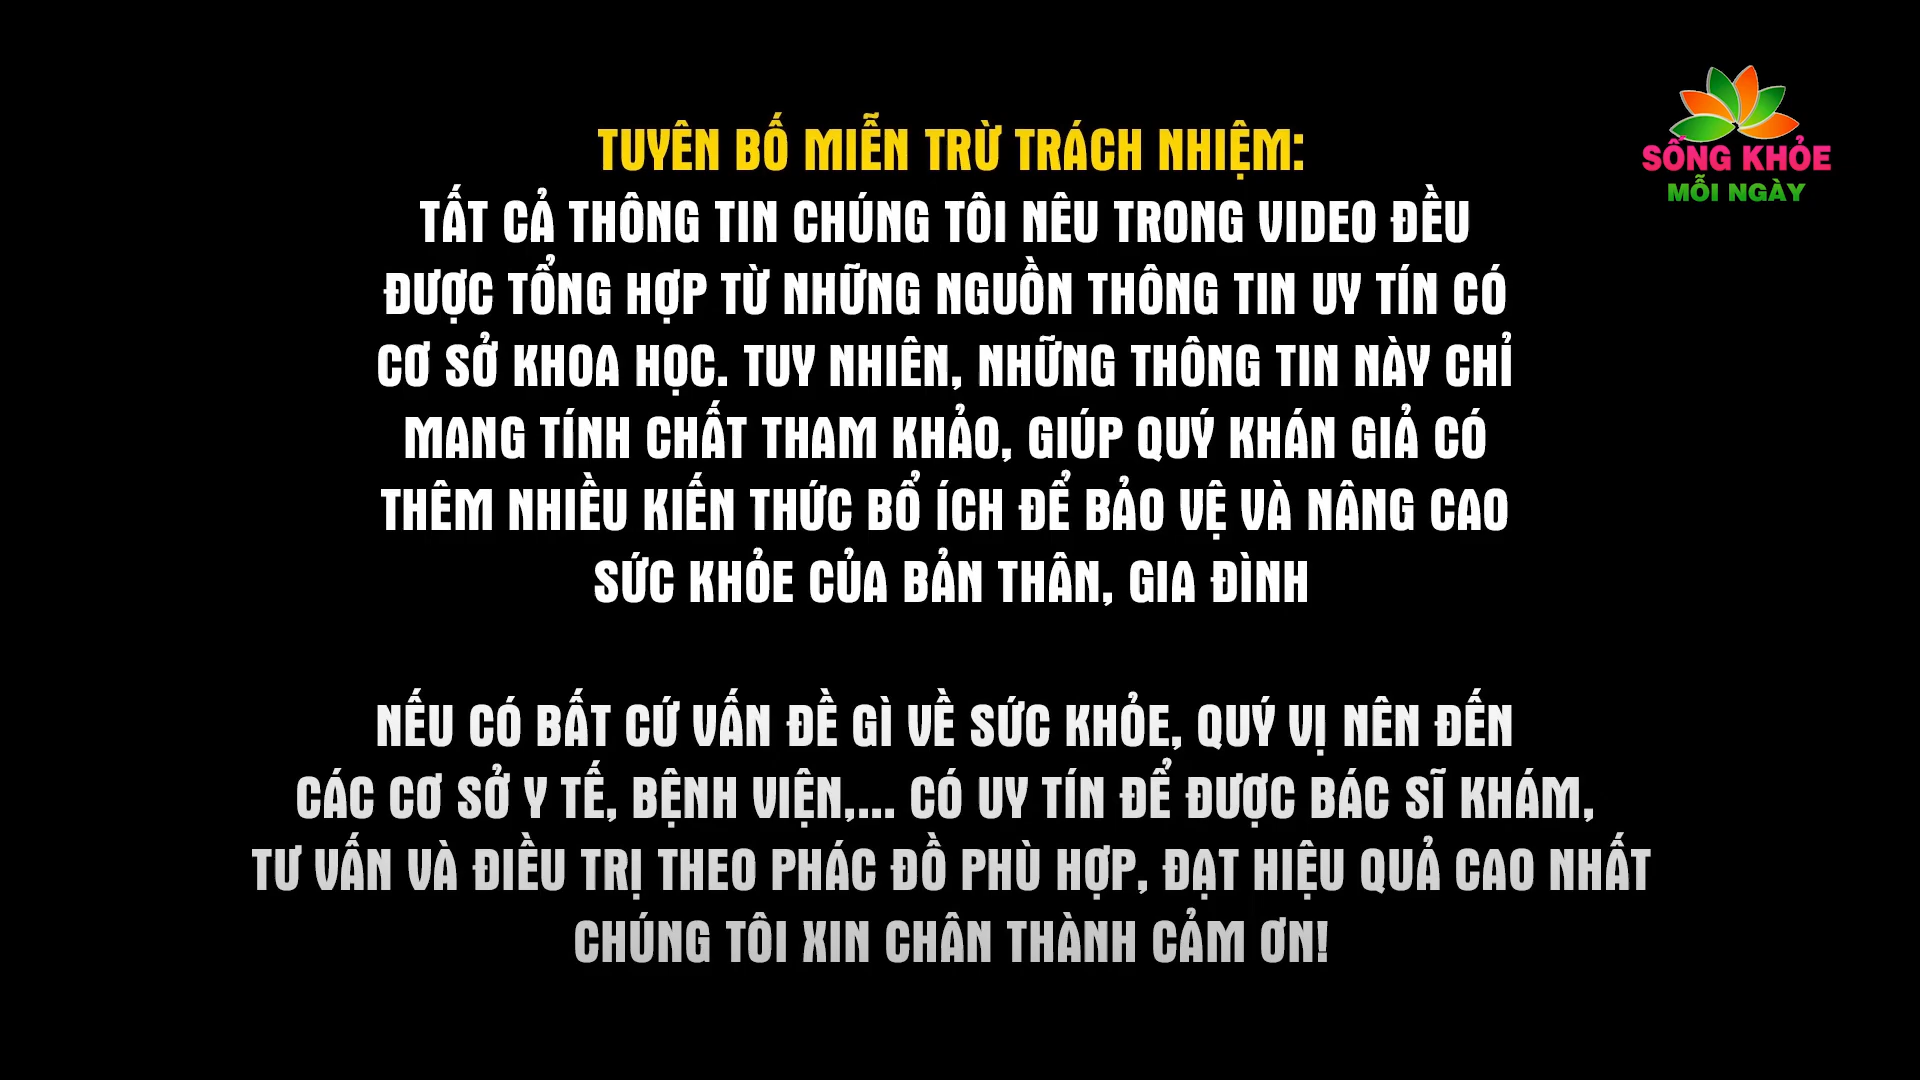 TUYÊN BỐ MIỄN TRỪ TRÁCH NHIỆM:
TẤT CẢ THÔNG TIN CHÚNG TÔI NÊU TRONG VIDEO ĐỀU
ĐƯỢC TỔNG HỢP TỪ NHỮNG NGUỒN THÔNG TIN UY TÍN CÓ
CƠ SỞ KHOA HỌC. TUY NHIÊN, NHỮNG THÔNG TIN NÀY CHỈ
MANG TÍNH CHẤT THAM KHẢO, GIÚP QUÝ KHÁN GIẢ CÓ
THÊM NHIỀU KIẾN THỨC BỔ ÍCH ĐỂ BẢO VỆ VÀ NÂNG CAO
SỨC KHỎE CỦA BẢN THÂN, GIA ĐÌNH
NẾU CÓ BẤT CỨ VẤN ĐỀ GÌ VỀ SỨC KHỎE, QUÝ VỊ NÊN ĐẾN
CÁC CƠ SỞ Y TẾ, BỆNH VIỆN,... CÓ UY TÍN ĐỂ ĐƯỢC BÁC SĨ KHÁM,
TƯ VẤN VÀ ĐIỀU TRỊ THEO PHÁC ĐỒ PHÙ HỢP, ĐẠT HIỆU QUẢ CAO NHẤT
CHÚNG TÔI XIN CHÂN THÀNH CẢM ƠN!
SỐNG KHỎE
MỖI NGÀY